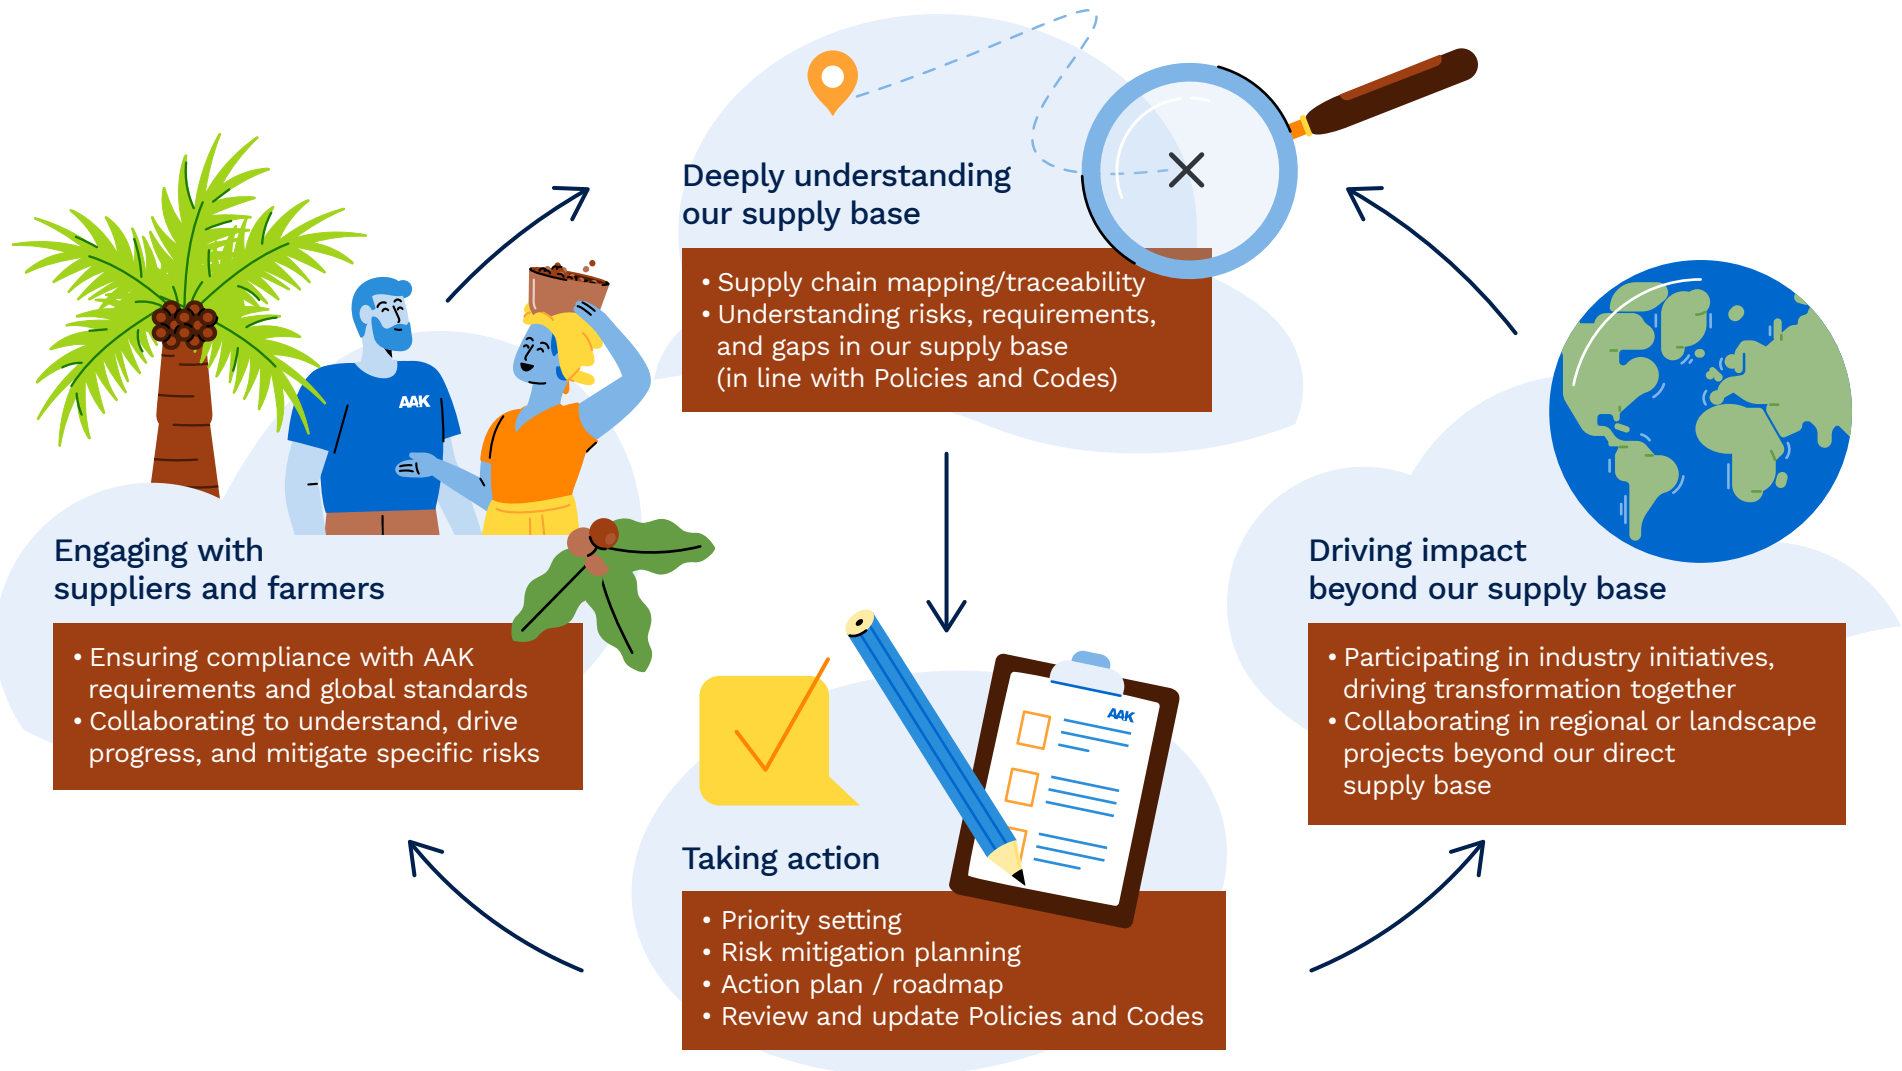 Deeply understanding
our supply base
• Supply chain mapping/traceability
• Understanding risks, requirements,
and gaps in our supply base
(in line with Policies and Codes)
AAK
Engaging with
suppliers and farmers
• Ensuring compliance with AAK
requirements and global standards
• Collaborating to understand, drive
progress, and mitigate specific risks
Driving impact
beyond our supply base
• Participating in industry initiatives,
driving transformation together
• Collaborating in regional or landscape
projects beyond our direct
supply base
AAK
Taking action
• Priority setting
• Risk mitigation planning
• Action plan / roadmap
• Review and update Policies and Codes